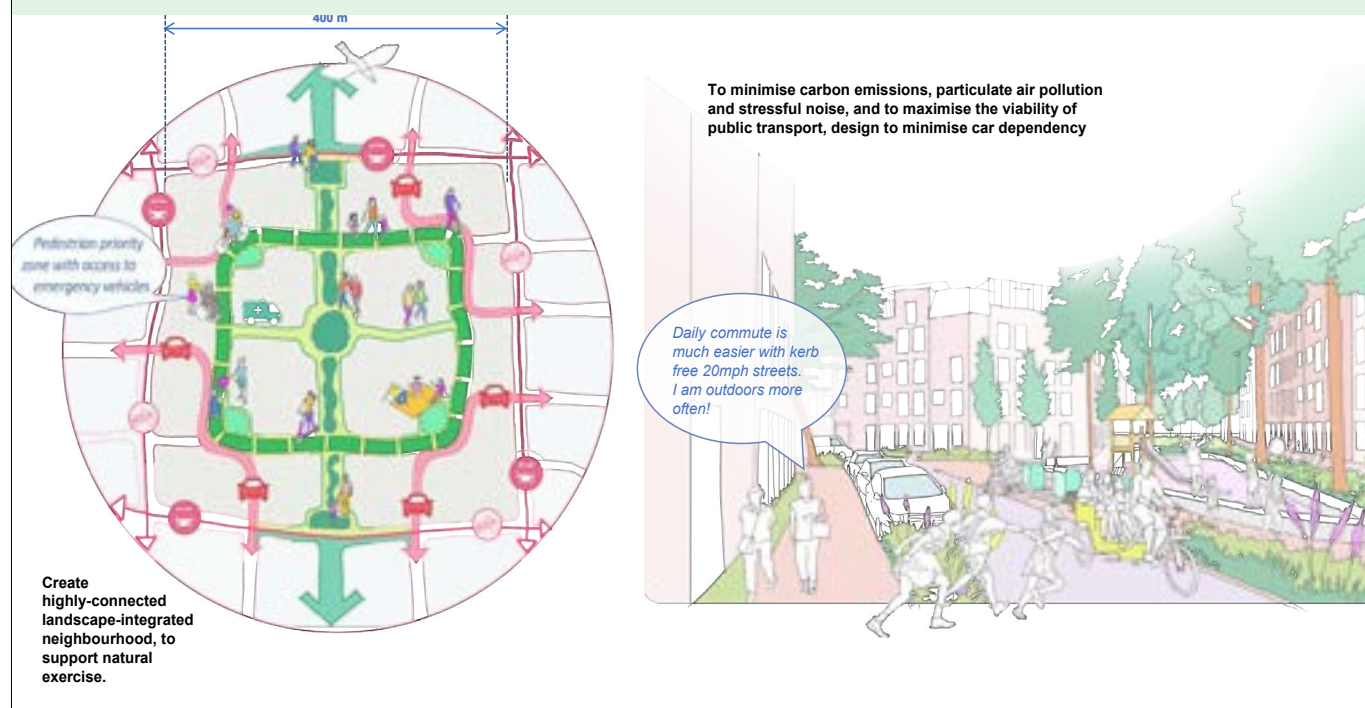 400 m
To minimise carbon emissions, particulate air pollution
and stressful noise, and to maximise the viability of
public transport, design to minimise car dependency
Pedestrian priority
zone with access to
emergency vehicles
Daily commute is
much easier with kerb
free 20mph streets.
I am outdoors more
often!
Create
highly-connected
landscape-integrated
neighbourhood, to
support natural
exercise.